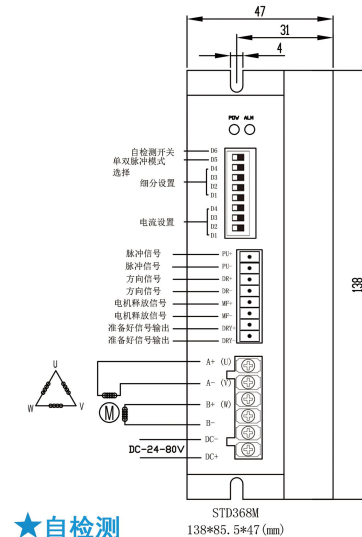 47
31
4
POW ALM
自检测开关 D6
单双脉冲模式 D5
选择 D4
D3
细分设置 D2
D1
D4
D3
电流设置 D2
D1
脉冲信号 PU+
脉冲信号 PU-
方向信号 DR+
方向信号 DR-
电机释放信号 MF+
电机释放信号 MF-
准备好信号输出 DRY+
准备好信号输出 DRY-
138
A+ (U)
U
A- (V)
W V
M
B+ (W)
B-
DC-
DC-24-80V
DC+
STD368M
138*85.5*47(mm)
★自检测